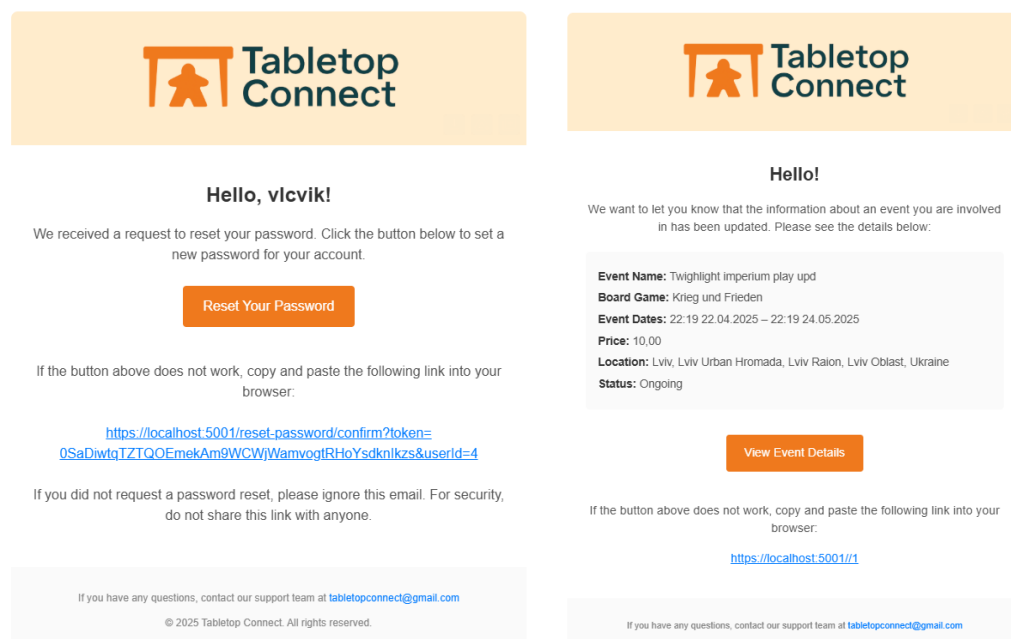 Tabletop
Connect
Hello, vlcvik!
We received a request to reset your password. Click the button below to set a
new password for your account.
Reset Your Password
If the button above does not work, copy and paste the following link into your
browser:
https://localhost:5001/reset-password/confirm?token=
0SaDiwtqTZTQOEmekAm9WCWjWamvogtRHoYsdknIkzs&userId=4
If you did not request a password reset, please ignore this email. For security,
do not share this link with anyone.
If you have any questions, contact our support team at tabletopconnect@gmail.com
© 2025 Tabletop Connect. All rights reserved.
Tabletop
Connect
Hello!
We want to let you know that the information about an event you are involved
in has been updated. Please see the details below:
Event Name: Twighlight imperium play upd
Board Game: Krieg und Frieden
Event Dates: 22:19 22.04.2025 – 22:19 24.05.2025
Price: 10,00
Location: Lviv, Lviv Urban Hromada, Lviv Raion, Lviv Oblast, Ukraine
Status: Ongoing
View Event Details
If the button above does not work, copy and paste the following link into your
browser:
https://localhost:5001//1
If you have any questions, contact our support team at tabletopconnect@gmail.com